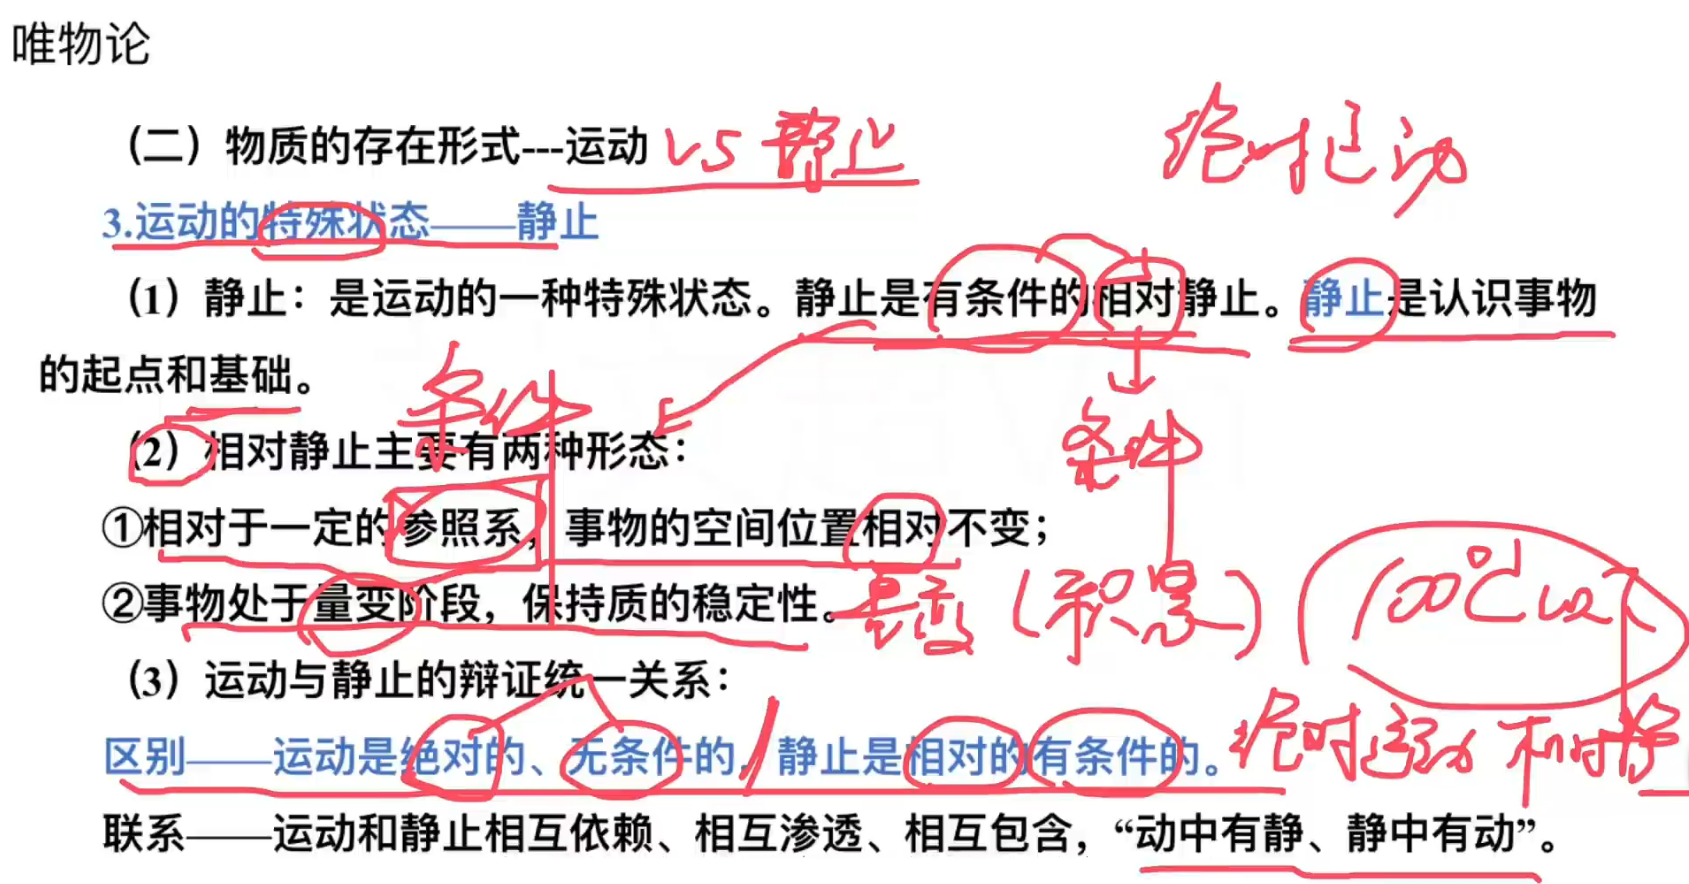 唯物论
（二）物质的存在形式---运动 VS 静止 绝对运动
3.运动的特殊状态——静止
（1）静止：是运动的一种特殊状态。静止是有条件的相对静止。静止是认识事物
的起点和基础。
条件
（2）相对静止主要有两种形态：
条件
①相对于一定的参照系，事物的空间位置相对不变；
②事物处于量变阶段，保持质的稳定性。量变（积累） 100℃
（3）运动与静止的辩证统一关系：
区别——运动是绝对的、无条件的，静止是相对的有条件的。绝对运动 相对静
联系——运动和静止相互依赖、相互渗透、相互包含，“动中有静、静中有动”。